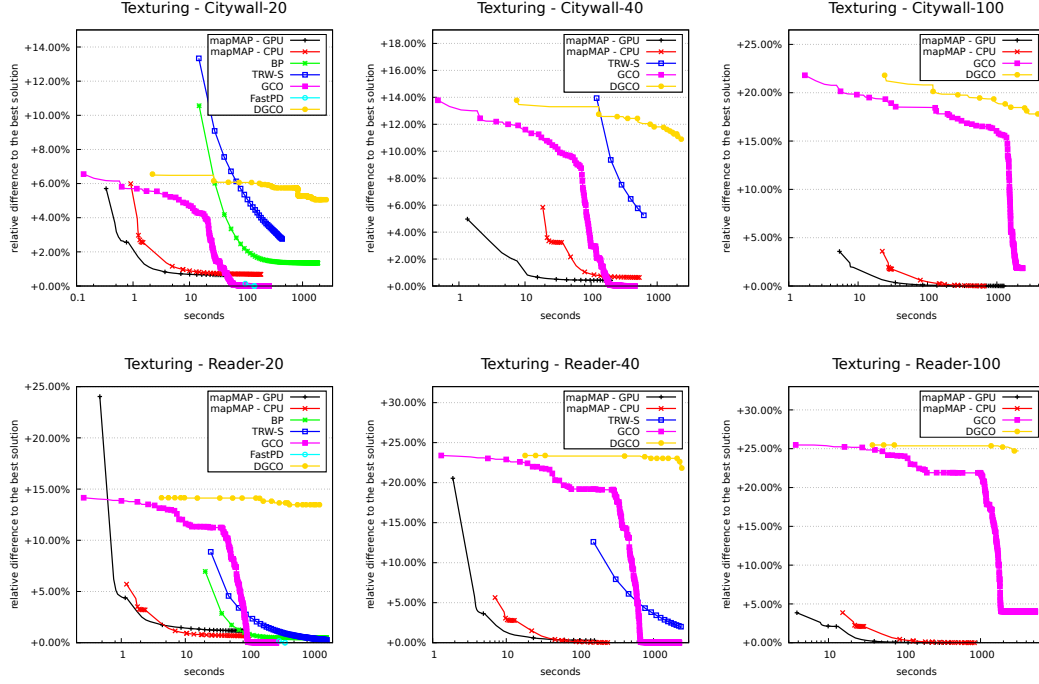 Texturing - Citywall-20
relative difference to the best solution
+14.00%
+12.00%
+10.00%
+8.00%
+6.00%
+4.00%
+2.00%
+0.00%
mapMAP - GPU
mapMAP - CPU
BP
TRW-S
GCO
FastPD
DGCO
0.1 1 10 100 1000
seconds
Texturing - Citywall-40
relative difference to the best solution
+18.00%
+16.00%
+14.00%
+12.00%
+10.00%
+8.00%
+6.00%
+4.00%
+2.00%
+0.00%
mapMAP - GPU
mapMAP - CPU
TRW-S
GCO
DGCO
1 10 100 1000
seconds
Texturing - Citywall-100
relative difference to the best solution
+25.00%
+20.00%
+15.00%
+10.00%
+5.00%
+0.00%
mapMAP - GPU
mapMAP - CPU
GCO
DGCO
1 10 100 1000
seconds
Texturing - Reader-20
relative difference to the best solution
+25.00%
+20.00%
+15.00%
+10.00%
+5.00%
+0.00%
mapMAP - GPU
mapMAP - CPU
BP
TRW-S
GCO
FastPD
DGCO
1 10 100 1000
seconds
Texturing - Reader-40
relative difference to the best solution
+30.00%
+25.00%
+20.00%
+15.00%
+10.00%
+5.00%
+0.00%
mapMAP - GPU
mapMAP - CPU
TRW-S
GCO
DGCO
1 10 100 1000
seconds
Texturing - Reader-100
relative difference to the best solution
+30.00%
+25.00%
+20.00%
+15.00%
+10.00%
+5.00%
+0.00%
mapMAP - GPU
mapMAP - CPU
GCO
DGCO
10 100 1000
seconds